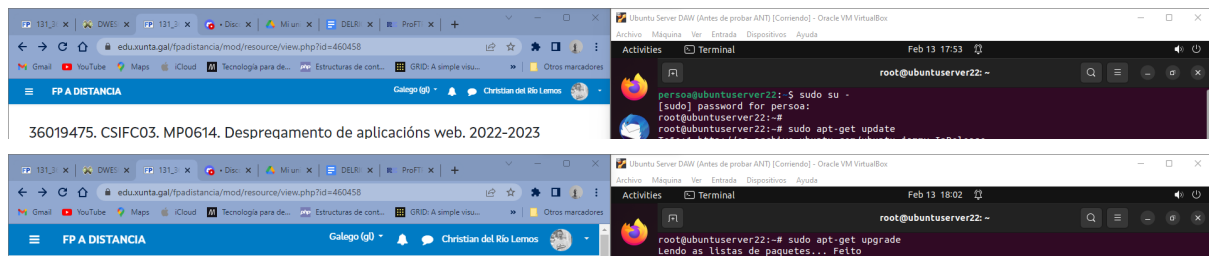 131_3 DWES 131_3 • Disc Mi un DELRI ProFT
Ubuntu Server DAW (Antes de probar ANT) [Corriendo] - Oracle VM VirtualBox
Archivo Máquina Ver Entrada Dispositivos Ayuda
edu.xunta.gal/fpadistancia/mod/resource/view.php?id=460458
Activities Terminal Feb 13 17:53
Gmail YouTube Maps iCloud Tecnología para de... Estructuras de cont... GRID: A simple visu... » Otros marcadores
root@ubuntuserver22: ~
FP A DISTANCIA Galego (gl) Christian del Río Lemos
persoa@ubuntuserver22:~$ sudo su -
[sudo] password for persoa:
root@ubuntuserver22:~#
36019475. CSIFC03. MP0614. Despregamento de aplicacións web. 2022-2023
root@ubuntuserver22:~# sudo apt-get update
131_3 DWES 131_3 • Disc Mi un DELRI ProFT
Ubuntu Server DAW (Antes de probar ANT) [Corriendo] - Oracle VM VirtualBox
Archivo Máquina Ver Entrada Dispositivos Ayuda
edu.xunta.gal/fpadistancia/mod/resource/view.php?id=460458
Activities Terminal Feb 13 18:02
Gmail YouTube Maps iCloud Tecnología para de... Estructuras de cont... GRID: A simple visu... » Otros marcadores
root@ubuntuserver22: ~
FP A DISTANCIA Galego (gl) Christian del Río Lemos
root@ubuntuserver22:~# sudo apt-get upgrade
Lendo as listas de paquetes... Feito